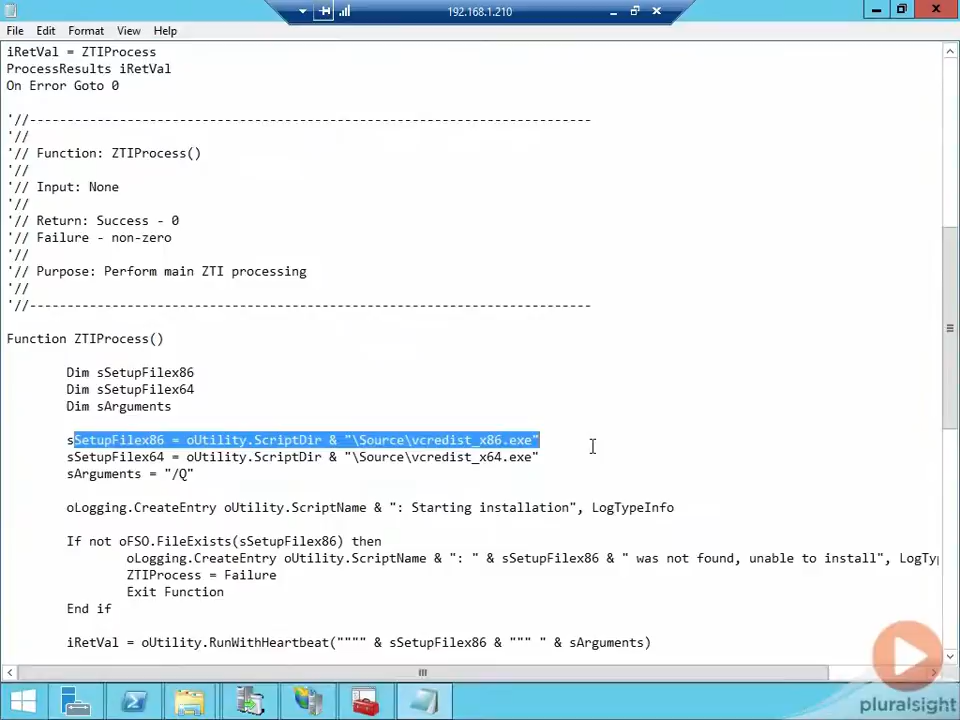 192.168.1.210
File Edit Format View Help
iRetVal = ZTIProcess
ProcessResults iRetVal
On Error Goto 0
'//---------------------------------------------------------------------------
'//
'// Function: ZTIProcess()
'//
'// Input: None
'//
'// Return: Success - 0
'// Failure - non-zero
'//
'// Purpose: Perform main ZTI processing
'//
'//---------------------------------------------------------------------------
Function ZTIProcess()
Dim sSetupFilex86
Dim sSetupFilex64
Dim sArguments
sSetupFilex86 = oUtility.ScriptDir & "\Source\vcredist_x86.exe"
sSetupFilex64 = oUtility.ScriptDir & "\Source\vcredist_x64.exe"
sArguments = "/Q"
oLogging.CreateEntry oUtility.ScriptName & ": Starting installation", LogTypeInfo
If not oFSO.FileExists(sSetupFilex86) then
oLogging.CreateEntry oUtility.ScriptName & ": " & sSetupFilex86 & " was not found, unable to install", LogTyp
ZTIProcess = Failure
Exit Function
End if
iRetVal = oUtility.RunWithHeartbeat("""" & sSetupFilex86 & """ " & sArguments)
pluralsight